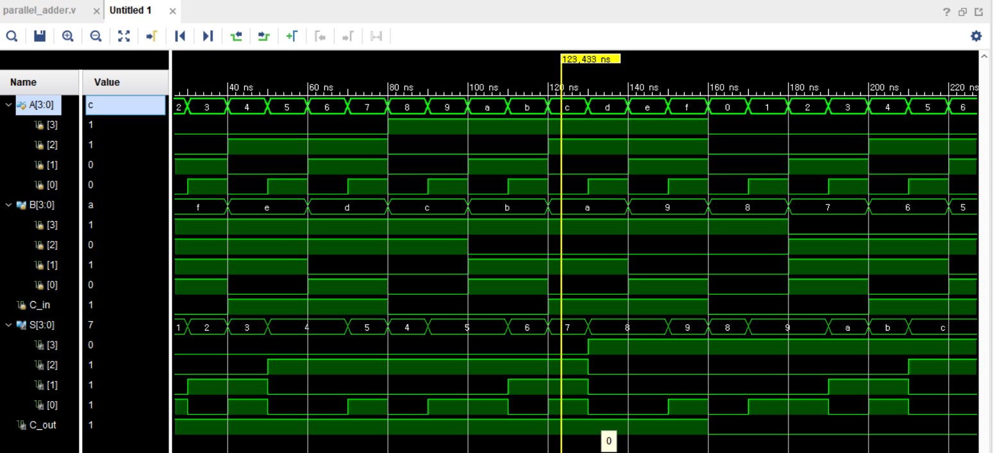 parallel_adder.v × Untitled 1 ×
?
123,433 ns
Name Value
40 ns 60 ns 80 ns 100 ns 120 ns 140 ns 160 ns 180 ns 200 ns 220 ns
A[3:0] c 2 3 4 5 6 7 8 9 a b c d e f 0 1 2 3 4 5 6
[3] 1
[2] 1
[1] 0
[0] 0
B[3:0] a f e d c b a 9 8 7 6 5
[3] 1
[2] 0
[1] 1
[0] 0
C_in 1
S[3:0] 7 1 2 3 4 5 4 5 6 7 8 9 8 9 a b c
[3] 0
[2] 1
[1] 1
[0] 1
C_out 1
0